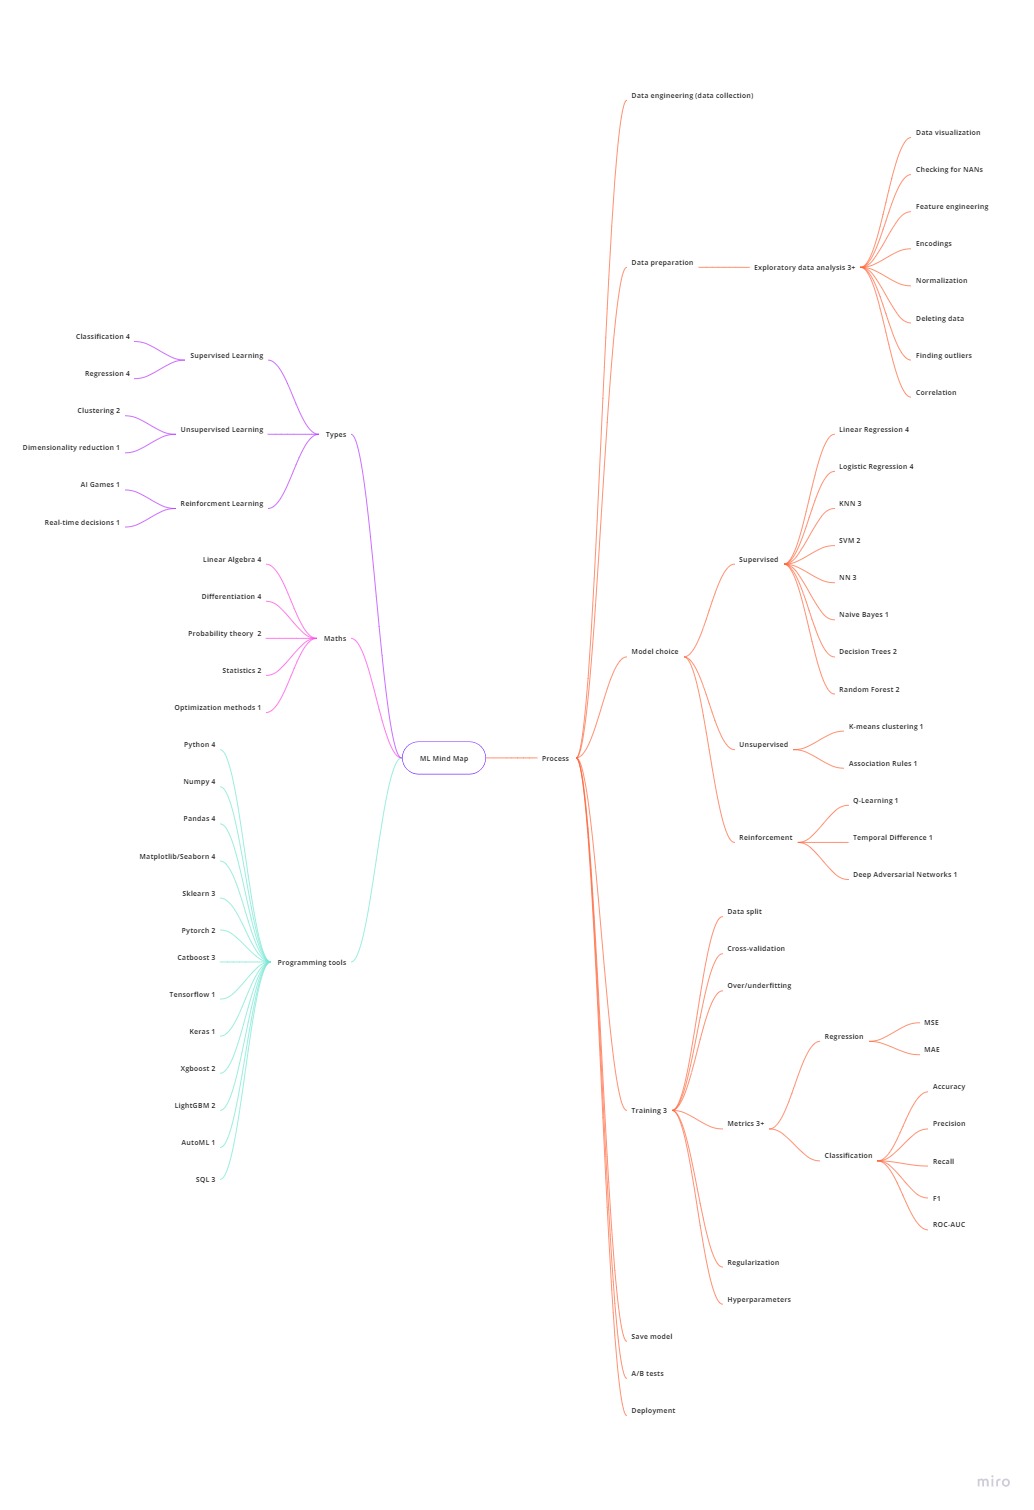 Data engineering (data collection)
Data preparation
Exploratory data analysis 3+
Data visualization
Checking for NANs
Feature engineering
Encodings
Normalization
Deleting data
Finding outliers
Correlation
Classification 4
Regression 4
Supervised Learning
Clustering 2
Dimensionality reduction 1
Unsupervised Learning
AI Games 1
Real-time decisions 1
Reinforcment Learning
Types
Linear Algebra 4
Differentiation 4
Probability theory  2
Statistics 2
Optimization methods 1
Maths
Python 4
Numpy 4
Pandas 4
Matplotlib/Seaborn 4
Sklearn 3
Pytorch 2
Catboost 3
Tensorflow 1
Keras 1
Xgboost 2
LightGBM 2
AutoML 1
SQL 3
Programming tools
ML Mind Map
Process
Model choice
Supervised
Linear Regression 4
Logistic Regression 4
KNN 3
SVM 2
NN 3
Naive Bayes 1
Decision Trees 2
Random Forest 2
Unsupervised
K-means clustering 1
Association Rules 1
Reinforcement
Q-Learning 1
Temporal Difference 1
Deep Adversarial Networks 1
Training 3
Data split
Cross-validation
Over/underfitting
Metrics 3+
Regression
MSE
MAE
Classification
Accuracy
Precision
Recall
F1
ROC-AUC
Regularization
Hyperparameters
Save model
A/B tests
Deployment
miro